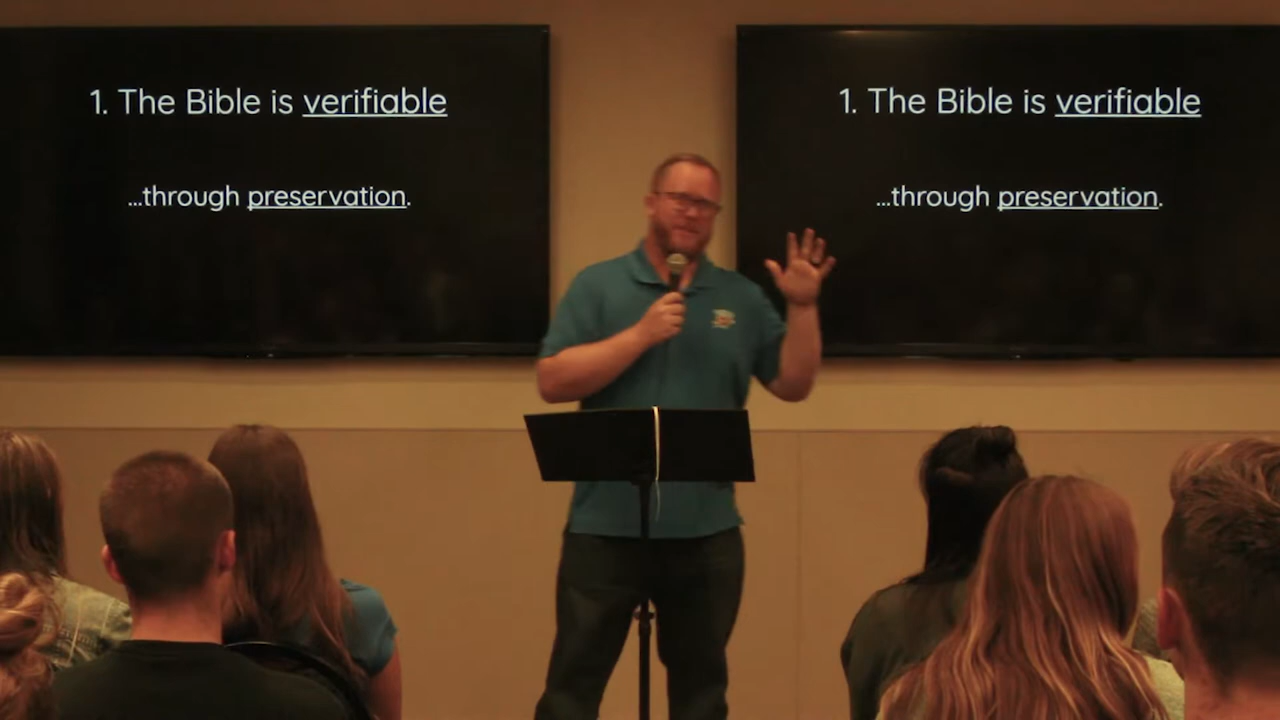 1. The Bible is verifiable
...through preservation.
1. The Bible is verifiable
...through preservation.